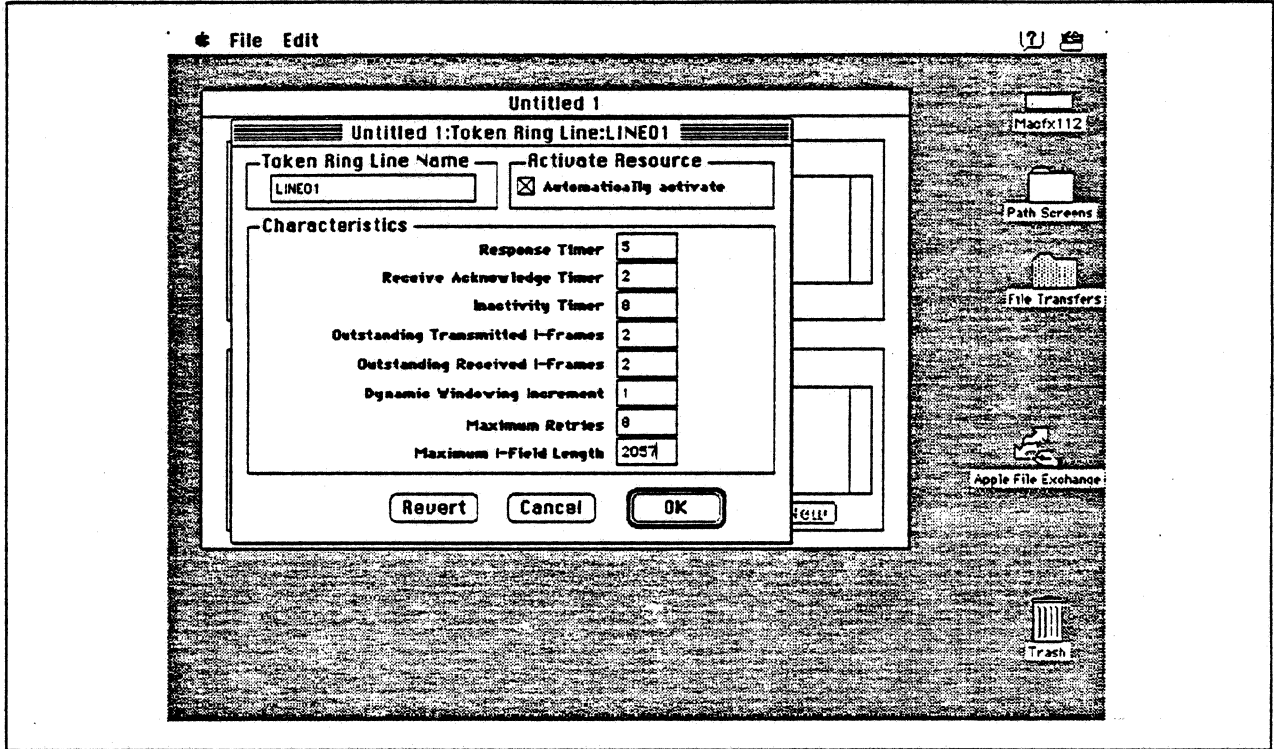 File Edit
Untitled 1
Untitled 1:Token Ring Line:LINE01
Token Ring Line Name
LINE01
Activate Resource
Automatically activate
Characteristics
Response Timer 5
Receive Acknowledge Timer 2
Inactivity Timer 8
Outstanding Transmitted I-Frames 2
Outstanding Received I-Frames 2
Dynamic Windowing Increment 1
Maximum Retries 8
Maximum I-Field Length 2057
Revert Cancel OK
New
Macfx112
Path Screens
File Transfers
Apple File Exchange
Trash